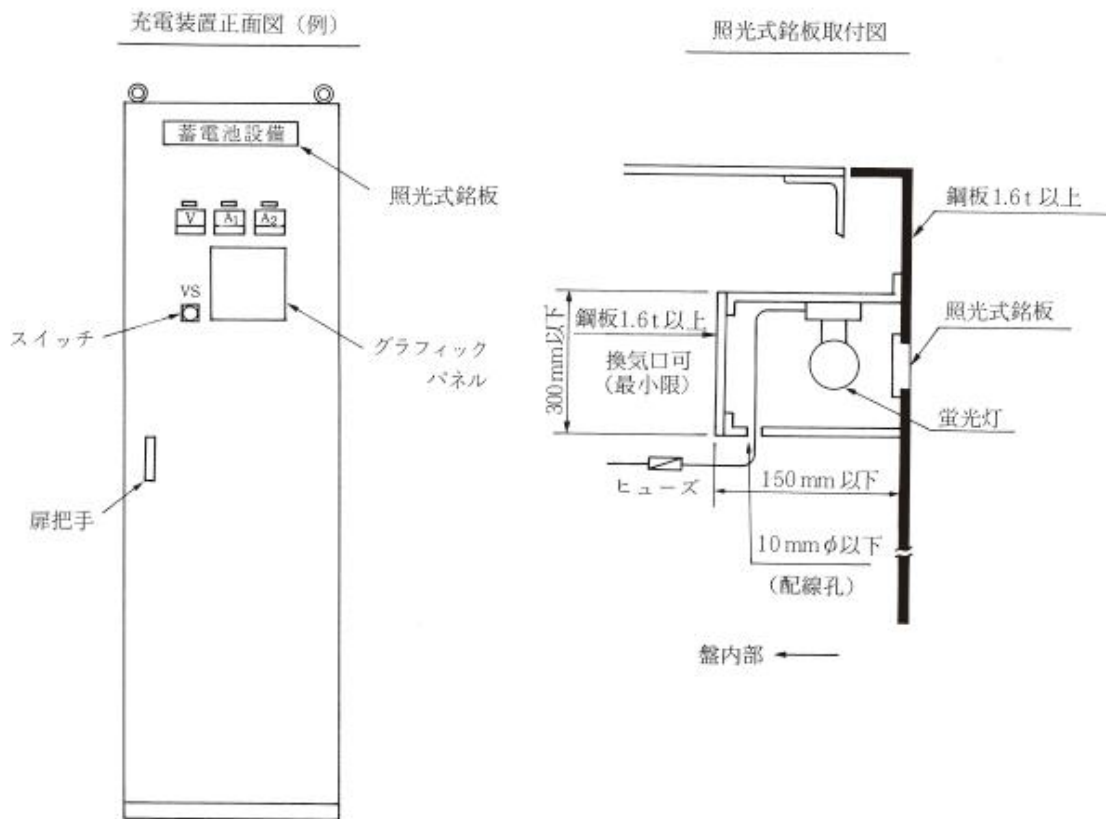 充電装置正面図（例）
蓄電池設備
照光式銘板
V
A1
A2
VS
スイッチ
グラフィック
パネル
扉把手
照光式銘板取付図
鋼板1.6t以上
照光式銘板
300mm以下
鋼板1.6t以上
換気口可
（最小限）
蛍光灯
ヒューズ
150mm以下
10mmφ以下
（配線孔）
盤内部